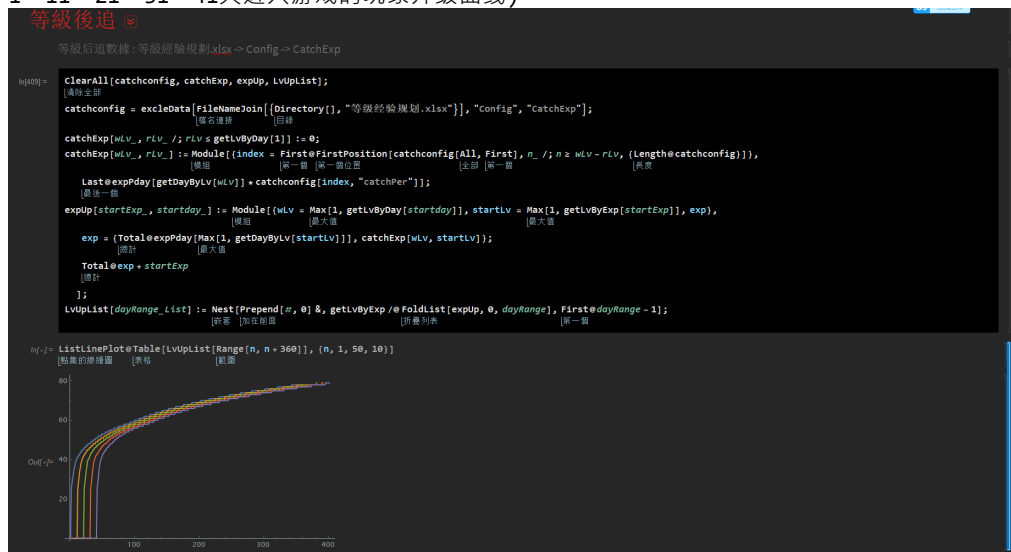 等級後追
等级后追數據:等級經驗規劃.xlsx -> Config -> CatchExp
In[409]:= ClearAll[catchconfig, catchExp, expUp, LvUpList];
清除全部
catchconfig = excleData[FileNameJoin[{Directory[], "等级经验规划.xlsx"}], "Config", "CatchExp"];
檔名連接 目錄
catchExp[wLv_, rLv_ /; rLv ≤ getLvByDay[1]] := 0;
catchExp[wLv_, rLv_] := Module[{index = First@FirstPosition[catchconfig[All, First], n_ /; n ≥ wLv - rLv, {Length@catchconfig}]},
模組 第一個 第一個位置 全部 第一個 長度
Last@expPday[getDayByLv[wLv]] * catchconfig[index, "catchPer"]];
最後一個
expUp[startExp_, startday_] := Module[{wLv = Max[1, getLvByDay[startday]], startLv = Max[1, getLvByExp[startExp]], exp},
模組 最大值 最大值
exp = {Total@expPday[Max[1, getDayByLv[startLv]]], catchExp[wLv, startLv]};
總計 最大值
Total@exp + startExp
總計
];
LvUpList[dayRange_List] := Nest[Prepend[#, 0] &, getLvByExp /@ FoldList[expUp, 0, dayRange], First@dayRange - 1];
嵌套 加在前面 折疊列表 第一個
In[•]:= ListLinePlot@Table[LvUpList[Range[n, n + 360]], {n, 1, 50, 10}]
點集的線繪圖 表格 範圍
80
60
Out[•]= 40
20
100 200 300 400